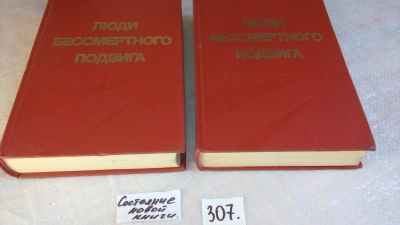 ЛЮДИ
БЕССМЕРТНОГО
ПОДВИГА
ЛЮДИ
БЕССМЕРТНОГО
ПОДВИГА
Состояние
новой
книги.
307.